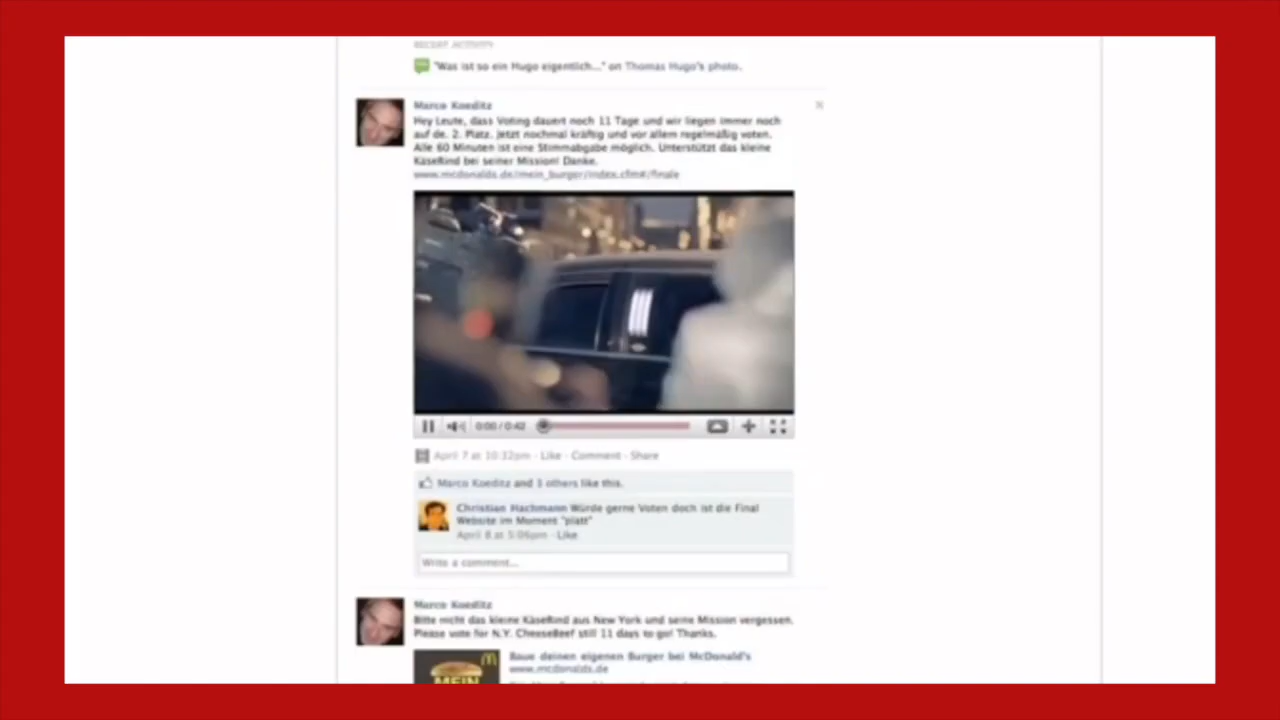 RECENT ACTIVITY
"Was ist so ein Hugo eigentlich..." on Thomas Hugo's photo.
Marco Koeditz
Hey Leute, dass Voting dauert noch 11 Tage und wir liegen immer noch
auf de. 2. Platz. Jetzt nochmal kräftig und vor allem regelmäßig voten.
Alle 60 Minuten ist eine Stimmabgabe möglich. Unterstützt das kleine
KäseRind bei seiner Mission! Danke.
www.mcdonalds.de/mein_burger/index.cfm#/finale
0:00 / 0:42
April 7 at 10:32pm · Like · Comment · Share
Marco Koeditz and 3 others like this.
Christian Hachmann Würde gerne Voten doch ist die Final
Website im Moment "platt"
April 8 at 5:06pm · Like
Write a comment...
Marco Koeditz
Bitte nicht das kleine KäseRind aus New York und seine Mission vergessen.
Please vote for N.Y. CheeseBeef still 11 days to go! Thanks.
Baue deinen eigenen Burger bei McDonald's
www.mcdonalds.de
MEIN